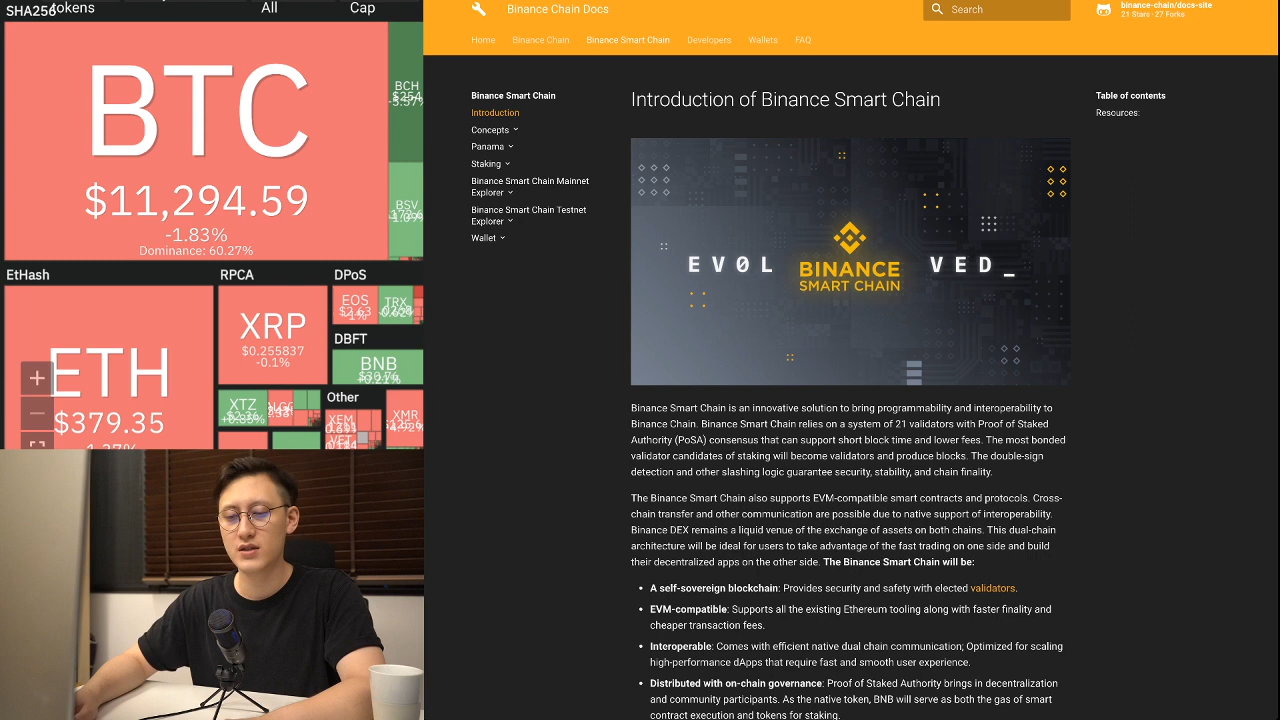 SHA256
tokens
All
Cap
BTC
$11,294.59
-1.83%
Dominance: 60.27%
BCH
$254
-5.57%
BSV
EtHash
ETH
$379.35
RPCA
XRP
$0.255837
-0.1%
DPoS
EOS
$2.63
-1%
TRX
DBFT
BNB
$30.76
+0.21%
XTZ
Other
XEM
XMR
Binance Chain Docs
Search
binance-chain/docs-site
21 Stars · 27 Forks
Home
Binance Chain
Binance Smart Chain
Developers
Wallets
FAQ
Binance Smart Chain
Introduction
Concepts
Panama
Staking
Binance Smart Chain Mainnet
Explorer
Binance Smart Chain Testnet
Explorer
Wallet
Introduction of Binance Smart Chain
EV0L
BINANCE
SMART CHAIN
VED_
Binance Smart Chain is an innovative solution to bring programmability and interoperability to
Binance Chain. Binance Smart Chain relies on a system of 21 validators with Proof of Staked
Authority (PoSA) consensus that can support short block time and lower fees. The most bonded
validator candidates of staking will become validators and produce blocks. The double-sign
detection and other slashing logic guarantee security, stability, and chain finality.
The Binance Smart Chain also supports EVM-compatible smart contracts and protocols. Cross-
chain transfer and other communication are possible due to native support of interoperability.
Binance DEX remains a liquid venue of the exchange of assets on both chains. This dual-chain
architecture will be ideal for users to take advantage of the fast trading on one side and build
their decentralized apps on the other side. The Binance Smart Chain will be:
• A self-sovereign blockchain: Provides security and safety with elected validators.
• EVM-compatible: Supports all the existing Ethereum tooling along with faster finality and
cheaper transaction fees.
• Interoperable: Comes with efficient native dual chain communication; Optimized for scaling
high-performance dApps that require fast and smooth user experience.
• Distributed with on-chain governance: Proof of Staked Authority brings in decentralization
and community participants. As the native token, BNB will serve as both the gas of smart
contract execution and tokens for staking.
Table of contents
Resources: